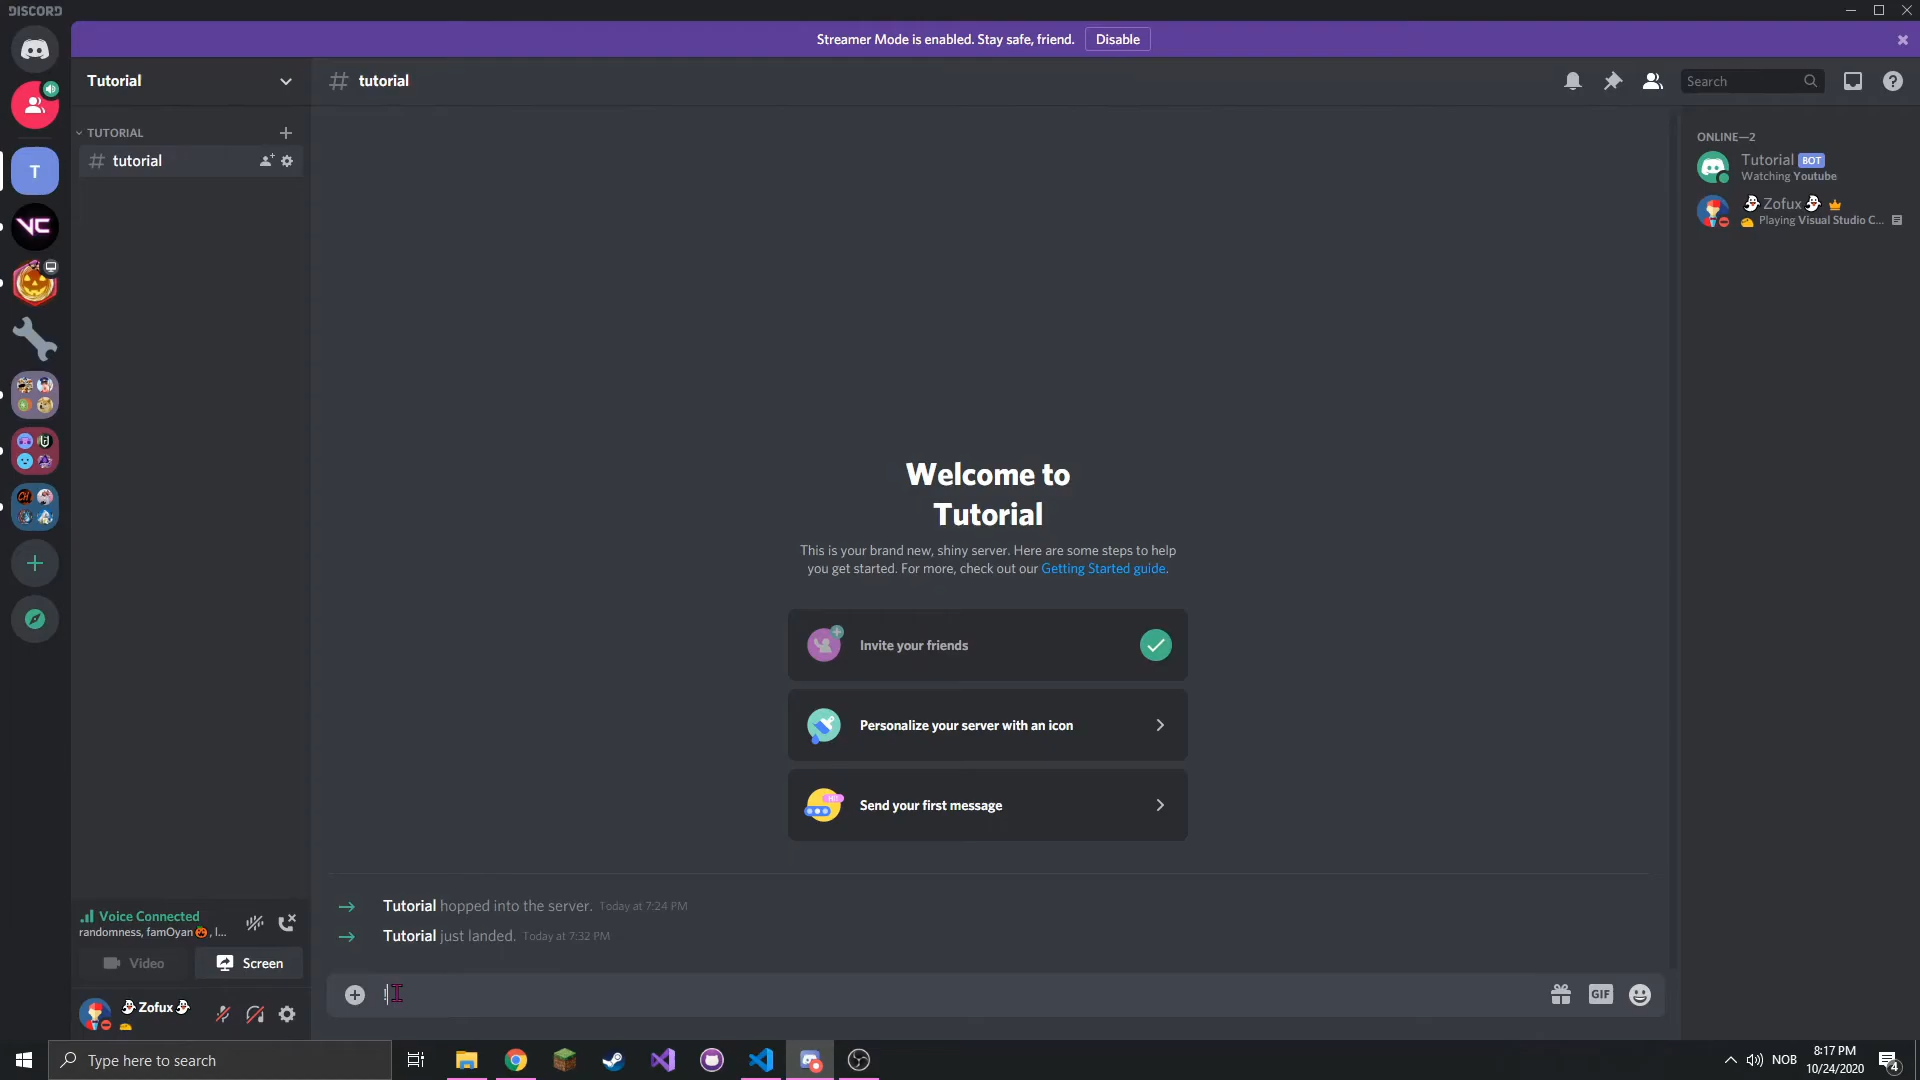 DISCORD
Streamer Mode is enabled. Stay safe, friend.
Disable
Tutorial
tutorial
Search
TUTORIAL
tutorial
T
VC
ONLINE—2
Tutorial BOT
Watching Youtube
Zofux
Playing Visual Studio C...
Welcome to
Tutorial
This is your brand new, shiny server. Here are some steps to help
you get started. For more, check out our Getting Started guide.
Invite your friends
Personalize your server with an icon
Send your first message
Tutorial hopped into the server. Today at 7:24 PM
Tutorial just landed. Today at 7:32 PM
!
GIF
Voice Connected
randomness, famOyan🎃, l...
Video
Screen
Zofux
Type here to search
NOB
8:17 PM
10/24/2020
4